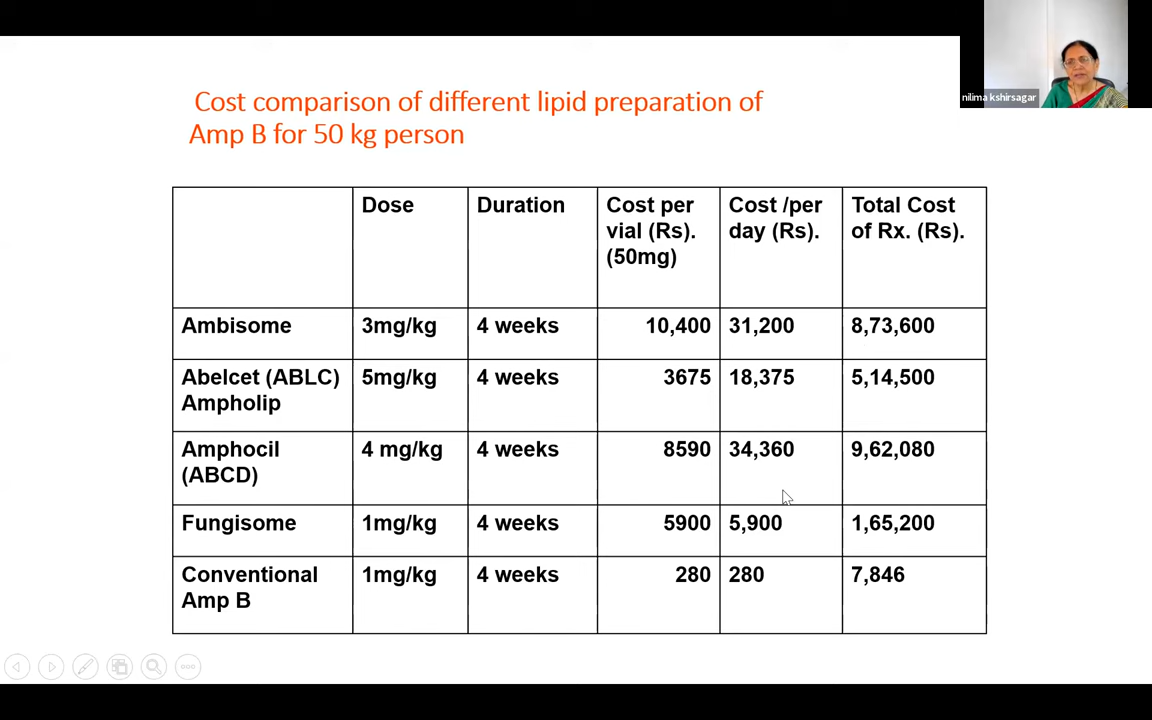 nilima kshirsagar
Cost comparison of different lipid preparation of
Amp B for 50 kg person
Dose Duration Cost per Cost /per Total Cost
vial (Rs). day (Rs). of Rx. (Rs).
(50mg)
Ambisome 3mg/kg 4 weeks 10,400 31,200 8,73,600
Abelcet (ABLC) 5mg/kg 4 weeks 3675 18,375 5,14,500
Ampholip
Amphocil 4 mg/kg 4 weeks 8590 34,360 9,62,080
(ABCD)
Fungisome 1mg/kg 4 weeks 5900 5,900 1,65,200
Conventional 1mg/kg 4 weeks 280 280 7,846
Amp B